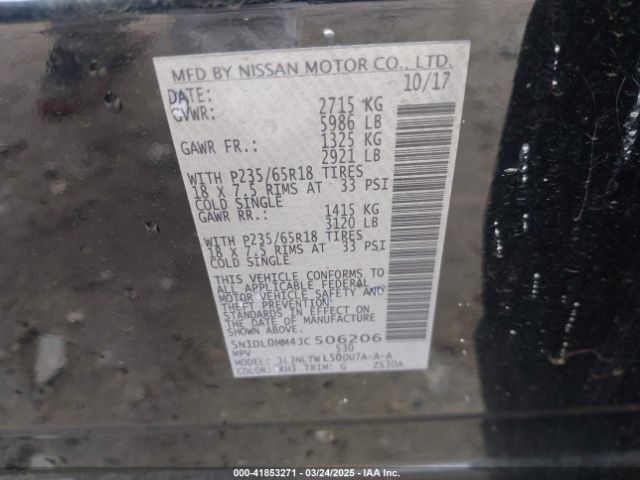 MFD BY NISSAN MOTOR CO., LTD.
DATE: 10/17
GVWR: 2715 KG
5986 LB
GAWR FR.: 1325 KG
2921 LB
WITH P235/65R18 TIRES
18 X 7.5 RIMS AT 33 PSI
COLD SINGLE
GAWR RR.: 1415 KG
3120 LB
WITH P235/65R18 TIRES
18 X 7.5 RIMS AT 33 PSI
COLD SINGLE
THIS VEHICLE CONFORMS TO
ALL APPLICABLE FEDERAL
MOTOR VEHICLE SAFETY AND
THEFT PREVENTION
STANDARDS IN EFFECT ON
THE DATE OF MANUFACTURE
SHOWN ABOVE.
5N1DL0MM4JC506206
MPV 530
MODEL: JLJNLTWL50UU7A-A-A
COLOR: KH3 TRIM: G 2530A
000-41853271 - 03/24/2025 - IAA Inc.